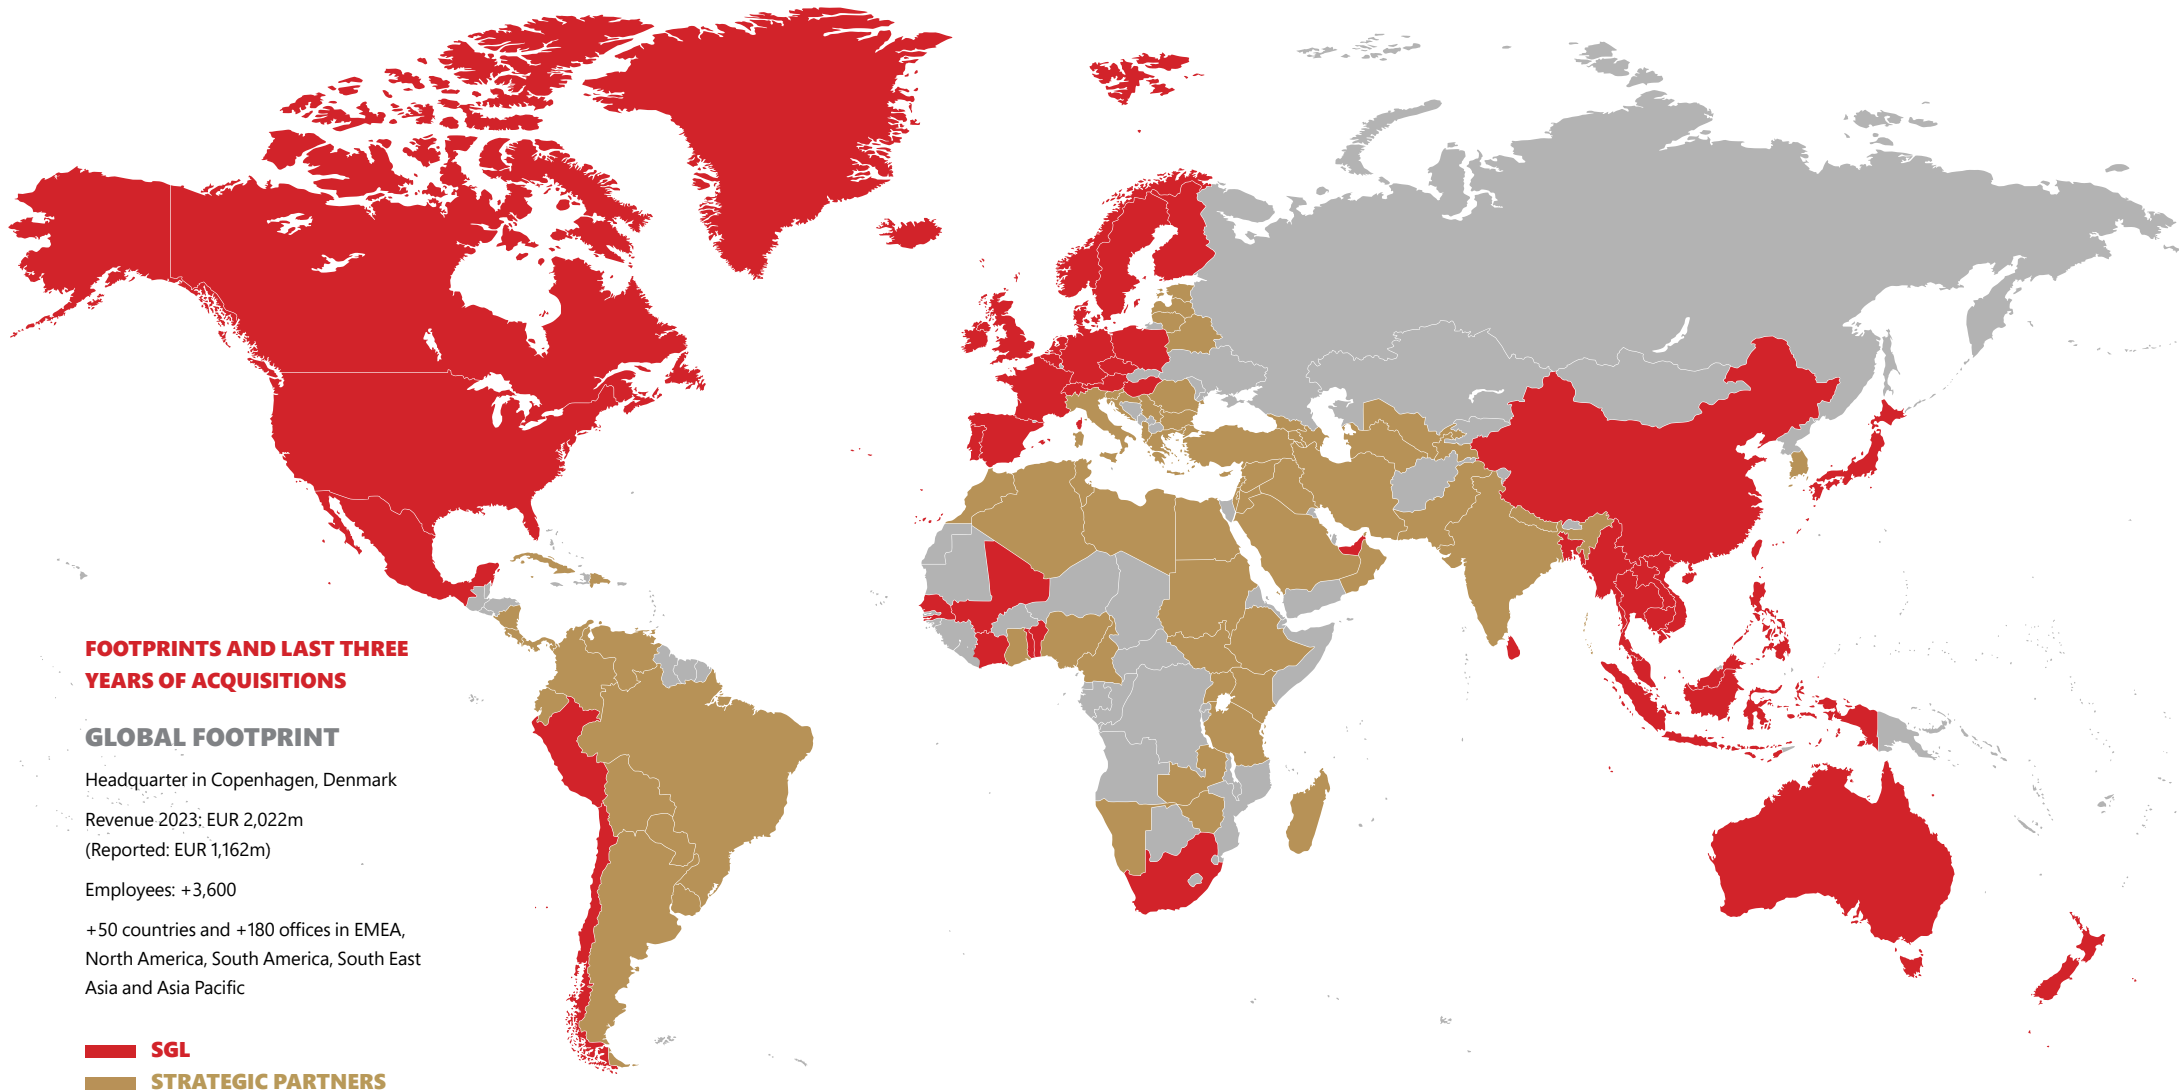 FOOTPRINTS AND LAST THREE
YEARS OF ACQUISITIONS
GLOBAL FOOTPRINT
Headquarter in Copenhagen, Denmark
Revenue 2023: EUR 2,022m
(Reported: EUR 1,162m)
Employees: +3,600
+50 countries and +180 offices in EMEA,
North America, South America, South East
Asia and Asia Pacific
SGL
STRATEGIC PARTNERS